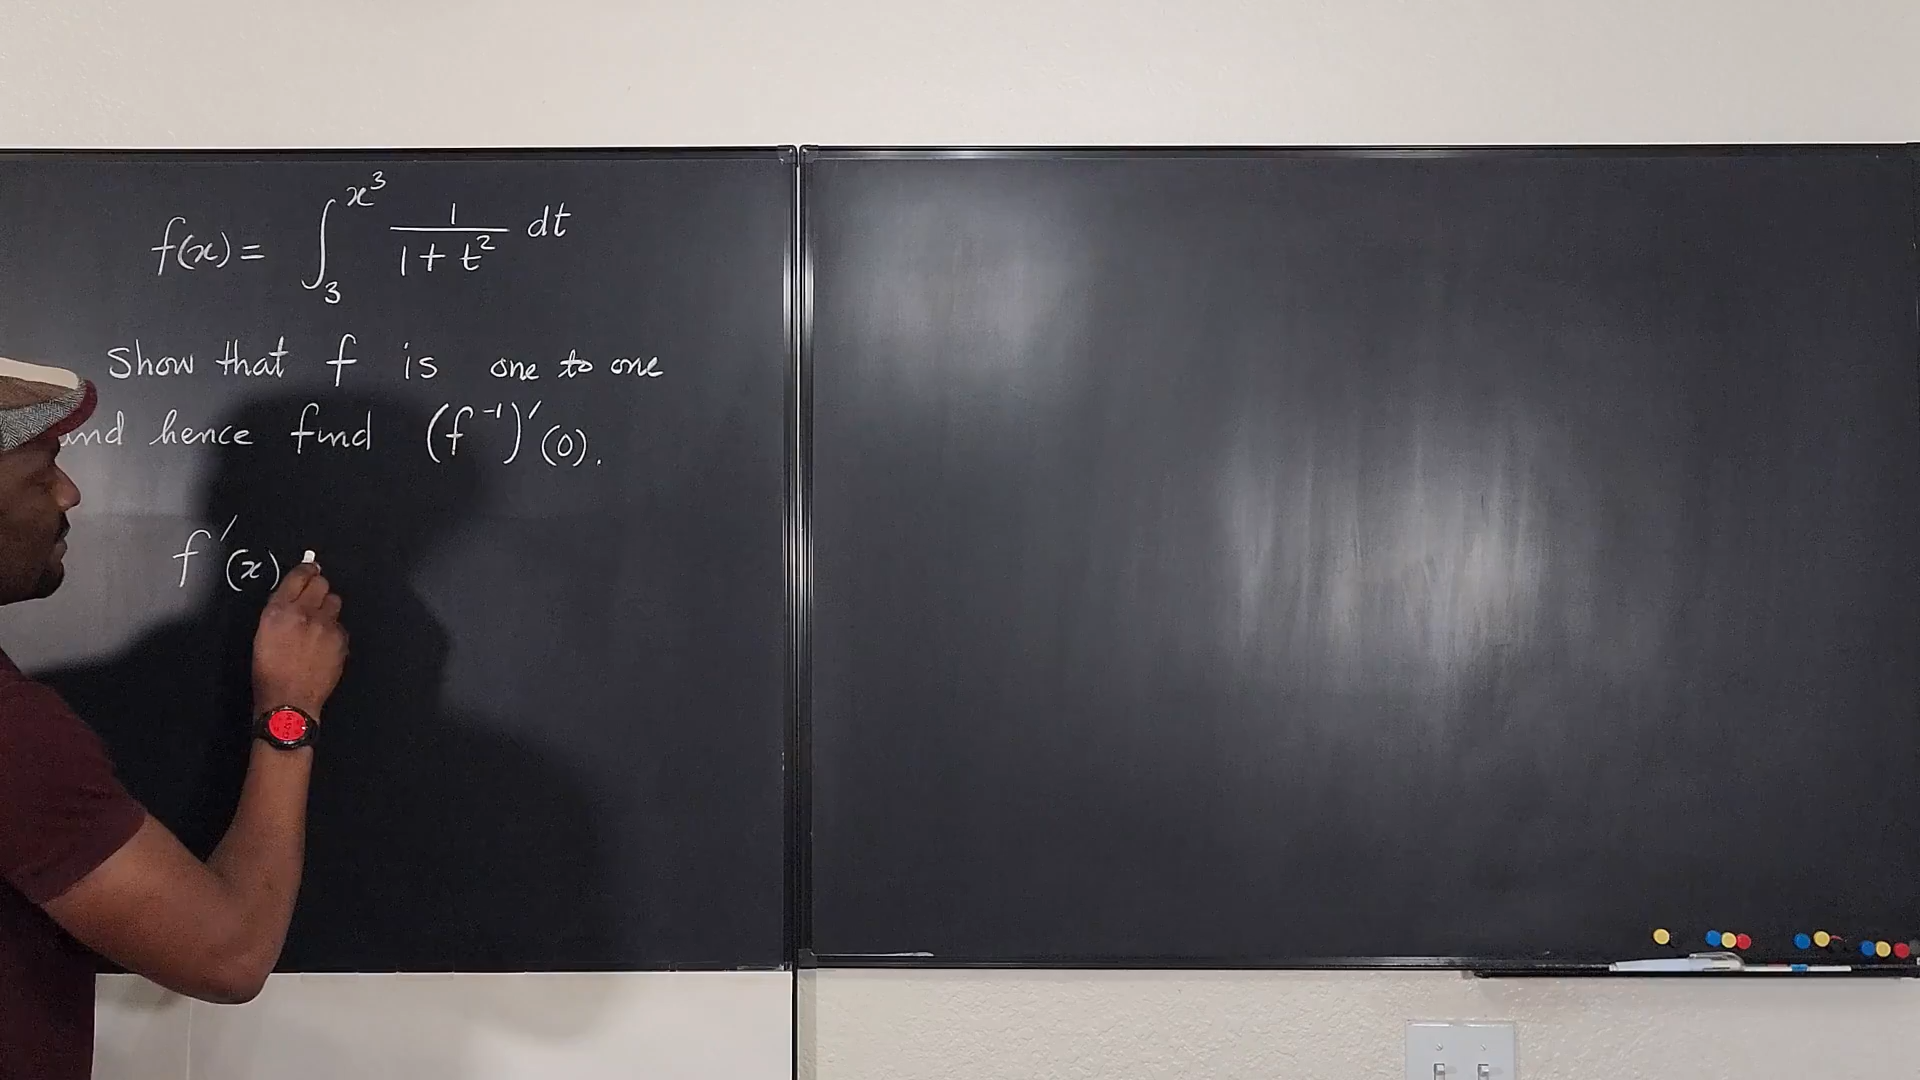 f(x) = ∫₃^{x³} 1/(1+t²) dt
Show that f is one to one
and hence find (f⁻¹)′(0).
f′(x)